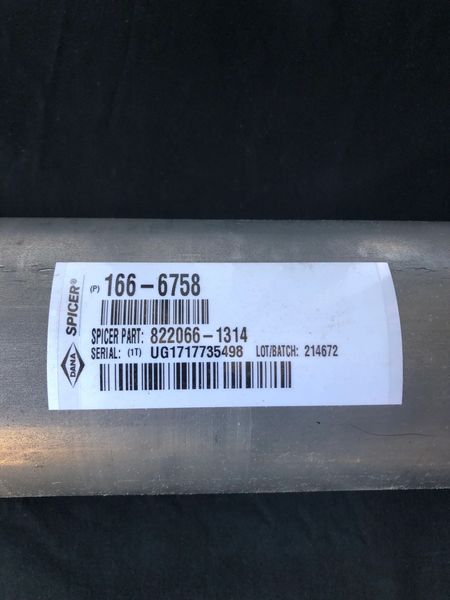 DANA
SPICER®
(P) 166-6758
SPICER PART: 822066-1314
SERIAL: (1T) UG1717735498 LOT/BATCH: 214672